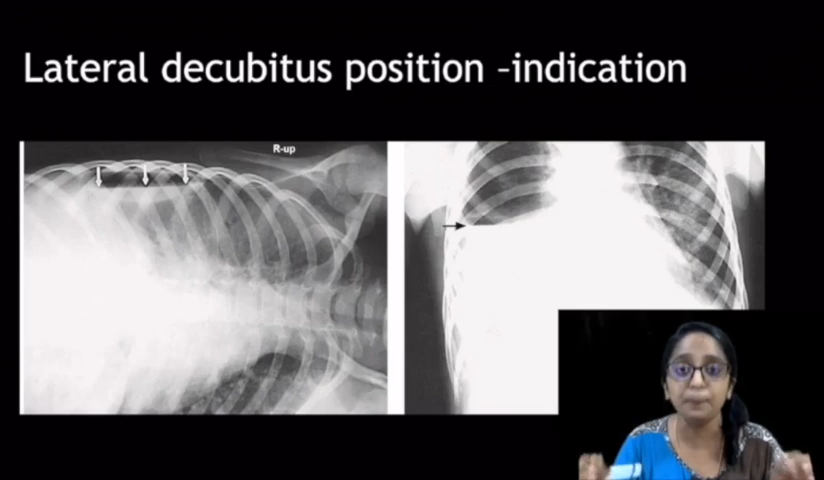 Lateral decubitus position –indication
R-up